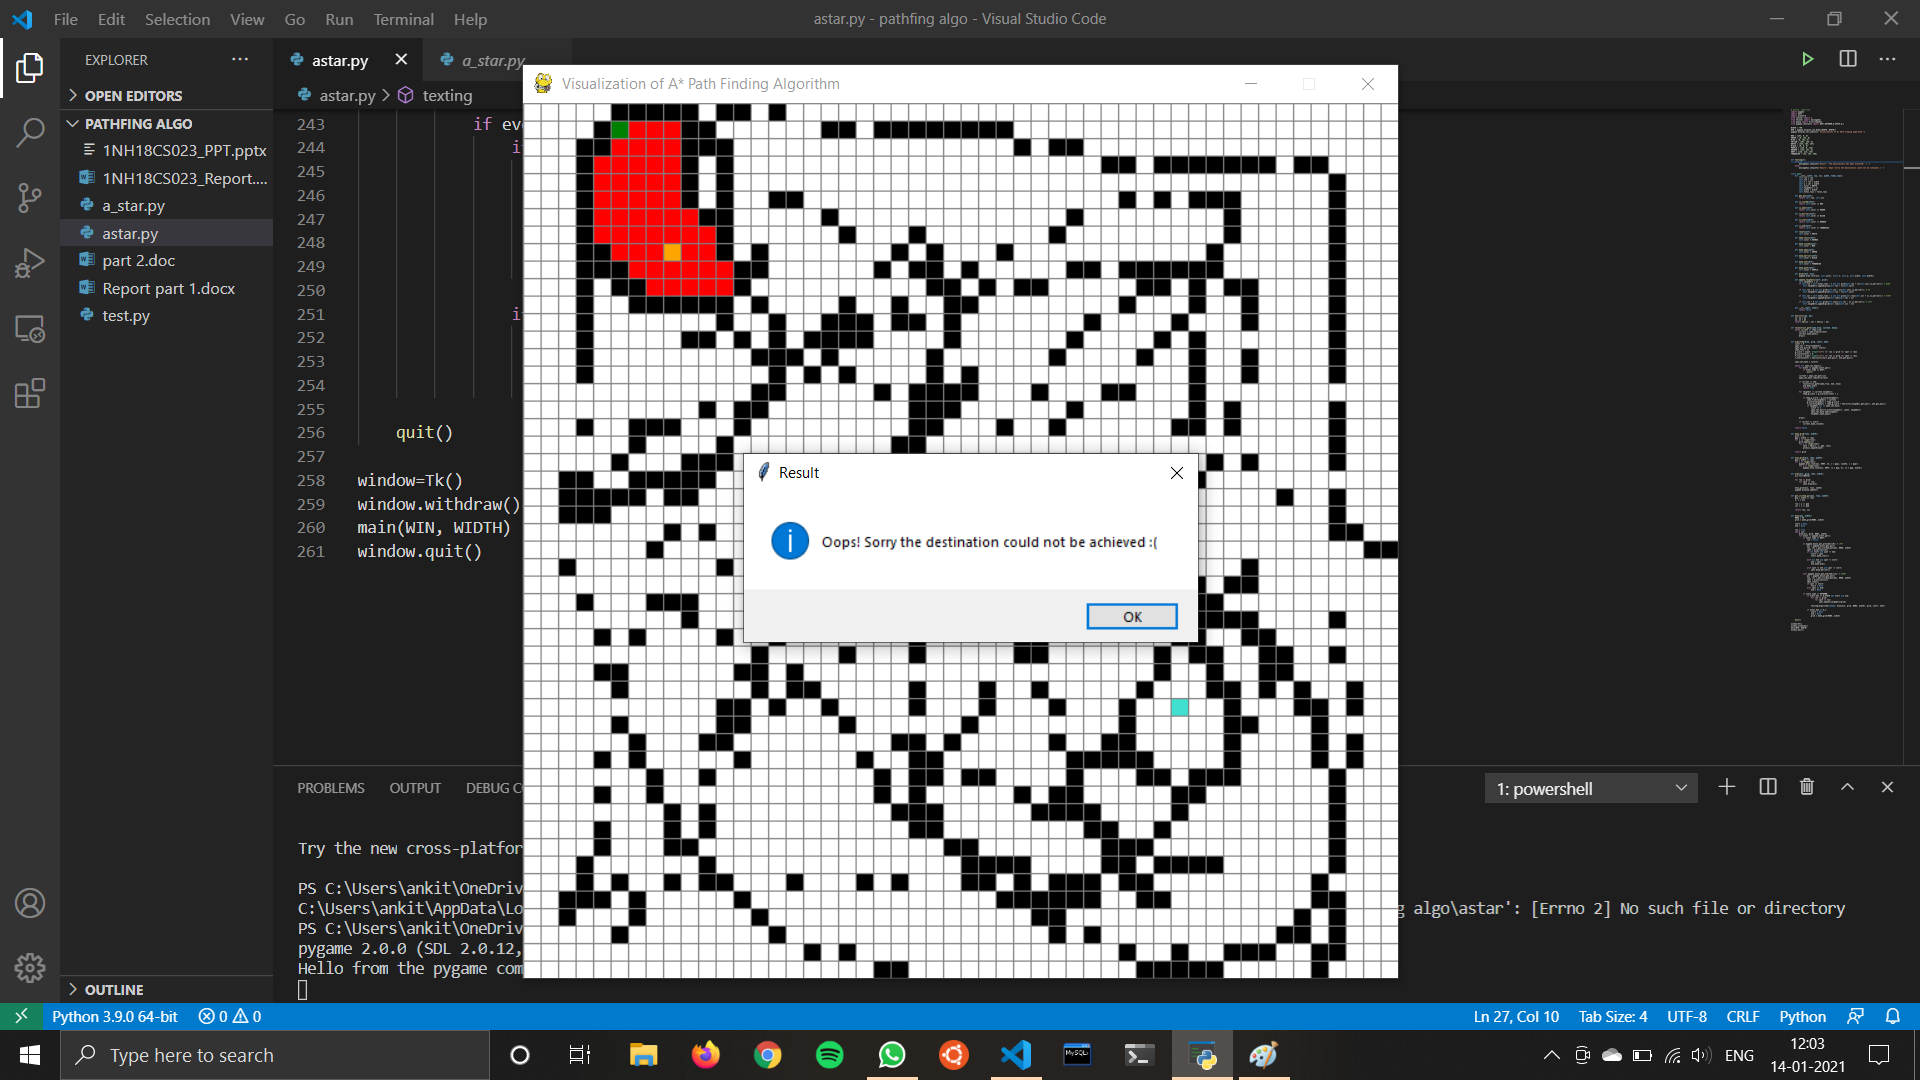 File Edit Selection View Go Run Terminal Help
astar.py - pathfing algo - Visual Studio Code
EXPLORER
OPEN EDITORS
PATHFING ALGO
1NH18CS023_PPT.pptx
1NH18CS023_Report....
a_star.py
astar.py
part 2.doc
Report part 1.docx
test.py
OUTLINE
astar.py
a_star.py
astar.py > texting
243 if eve
244 i
245
246
247
248
249
250
251 i
252
253
254
255
256 quit()
257
258 window=Tk()
259 window.withdraw()
260 main(WIN, WIDTH)
261 window.quit()
Visualization of A* Path Finding Algorithm
Result
Oops! Sorry the destination could not be achieved :(
OK
PROBLEMS OUTPUT DEBUG C
1: powershell
Try the new cross-platfor
PS C:\Users\ankit\OneDriv
C:\Users\ankit\AppData\Lo g algo\astar': [Errno 2] No such file or directory
PS C:\Users\ankit\OneDriv
pygame 2.0.0 (SDL 2.0.12,
Hello from the pygame com
Python 3.9.0 64-bit 0 0
Ln 27, Col 10 Tab Size: 4 UTF-8 CRLF Python
Type here to search
MySQL
ENG
12:03
14-01-2021